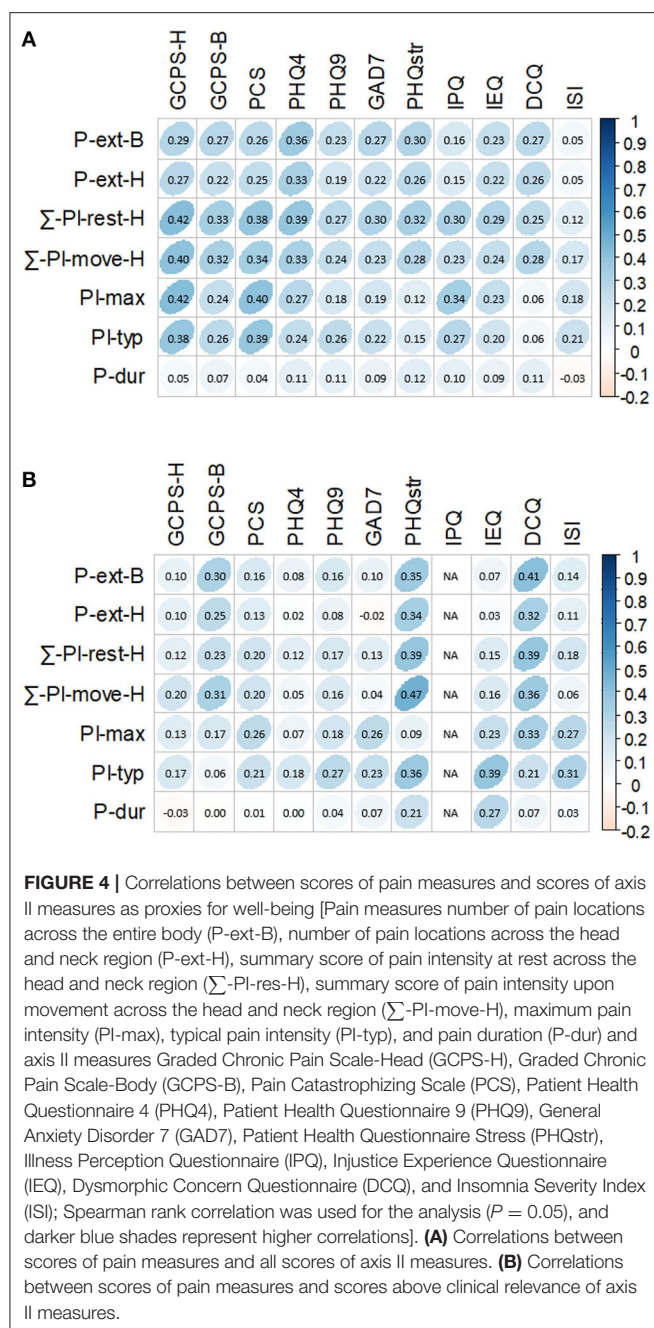 A
GCPS-H GCPS-B PCS PHQ4 PHQ9 GAD7 PHQstr IPQ IEQ DCQ ISI
P-ext-B 0.29 0.27 0.26 0.36 0.23 0.27 0.30 0.16 0.23 0.27 0.05
P-ext-H 0.27 0.22 0.25 0.33 0.19 0.22 0.26 0.15 0.22 0.26 0.05
∑-PI-rest-H 0.42 0.33 0.38 0.39 0.27 0.30 0.32 0.30 0.29 0.25 0.12
∑-PI-move-H 0.40 0.32 0.34 0.33 0.24 0.23 0.28 0.23 0.24 0.28 0.17
PI-max 0.42 0.24 0.40 0.27 0.18 0.19 0.12 0.34 0.23 0.06 0.18
PI-typ 0.38 0.26 0.39 0.24 0.26 0.22 0.15 0.27 0.20 0.06 0.21
P-dur 0.05 0.07 0.04 0.11 0.11 0.09 0.12 0.10 0.09 0.11 -0.03
1
0.9
0.8
0.7
0.6
0.5
0.4
0.3
0.2
0.1
0
-0.1
-0.2
B
GCPS-H GCPS-B PCS PHQ4 PHQ9 GAD7 PHQstr IPQ IEQ DCQ ISI
P-ext-B 0.10 0.30 0.16 0.08 0.16 0.10 0.35 NA 0.07 0.41 0.14
P-ext-H 0.10 0.25 0.13 0.02 0.08 -0.02 0.34 NA 0.03 0.32 0.11
∑-PI-rest-H 0.12 0.23 0.20 0.12 0.17 0.13 0.39 NA 0.15 0.39 0.18
∑-PI-move-H 0.20 0.31 0.20 0.05 0.16 0.04 0.47 NA 0.16 0.36 0.06
PI-max 0.13 0.17 0.26 0.07 0.18 0.26 0.09 NA 0.23 0.33 0.27
PI-typ 0.17 0.06 0.21 0.18 0.27 0.23 0.36 NA 0.39 0.21 0.31
P-dur -0.03 0.00 0.01 0.00 0.04 0.07 0.21 NA 0.27 0.07 0.03
1
0.9
0.8
0.7
0.6
0.5
0.4
0.3
0.2
0.1
0
-0.1
-0.2
FIGURE 4 | Correlations between scores of pain measures and scores of axis
II measures as proxies for well-being [Pain measures number of pain locations
across the entire body (P-ext-B), number of pain locations across the head
and neck region (P-ext-H), summary score of pain intensity at rest across the
head and neck region (∑-PI-res-H), summary score of pain intensity upon
movement across the head and neck region (∑-PI-move-H), maximum pain
intensity (PI-max), typical pain intensity (PI-typ), and pain duration (P-dur) and
axis II measures Graded Chronic Pain Scale-Head (GCPS-H), Graded Chronic
Pain Scale-Body (GCPS-B), Pain Catastrophizing Scale (PCS), Patient Health
Questionnaire 4 (PHQ4), Patient Health Questionnaire 9 (PHQ9), General
Anxiety Disorder 7 (GAD7), Patient Health Questionnaire Stress (PHQstr),
Illness Perception Questionnaire (IPQ), Injustice Experience Questionnaire
(IEQ), Dysmorphic Concern Questionnaire (DCQ), and Insomnia Severity Index
(ISI); Spearman rank correlation was used for the analysis (P = 0.05), and
darker blue shades represent higher correlations]. (A) Correlations between
scores of pain measures and all scores of axis II measures. (B) Correlations
between scores of pain measures and scores above clinical relevance of axis
II measures.